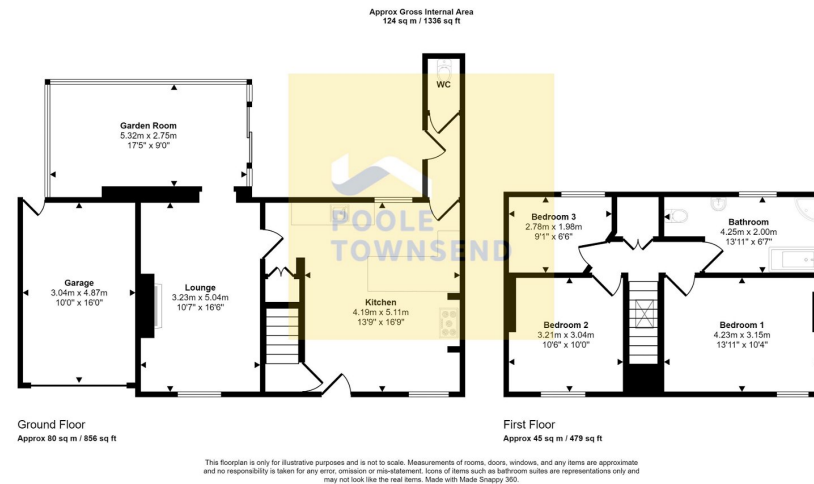 Approx Gross Internal Area
124 sq m / 1336 sq ft
WC
Garden Room
5.32m x 2.75m
17'5" x 9'0"
POOLE
TOWNSEND
Garage
3.04m x 4.87m
10'0" x 16'0"
Lounge
3.23m x 5.04m
10'7" x 16'6"
Kitchen
4.19m x 5.11m
13'9" x 16'9"
Bedroom 3
2.78m x 1.98m
9'1" x 6'6"
Bathroom
4.25m x 2.00m
13'11" x 6'7"
Bedroom 2
3.21m x 3.04m
10'6" x 10'0"
Bedroom 1
4.23m x 3.15m
13'11" x 10'4"
Ground Floor
Approx 80 sq m / 856 sq ft
First Floor
Approx 45 sq m / 479 sq ft
This floorplan is only for illustrative purposes and is not to scale. Measurements of rooms, doors, windows, and any items are approximate
and no responsibility is taken for any error, omission or mis-statement. Icons of items such as bathroom suites are representations only and
may not look like the real items. Made with Made Snappy 360.